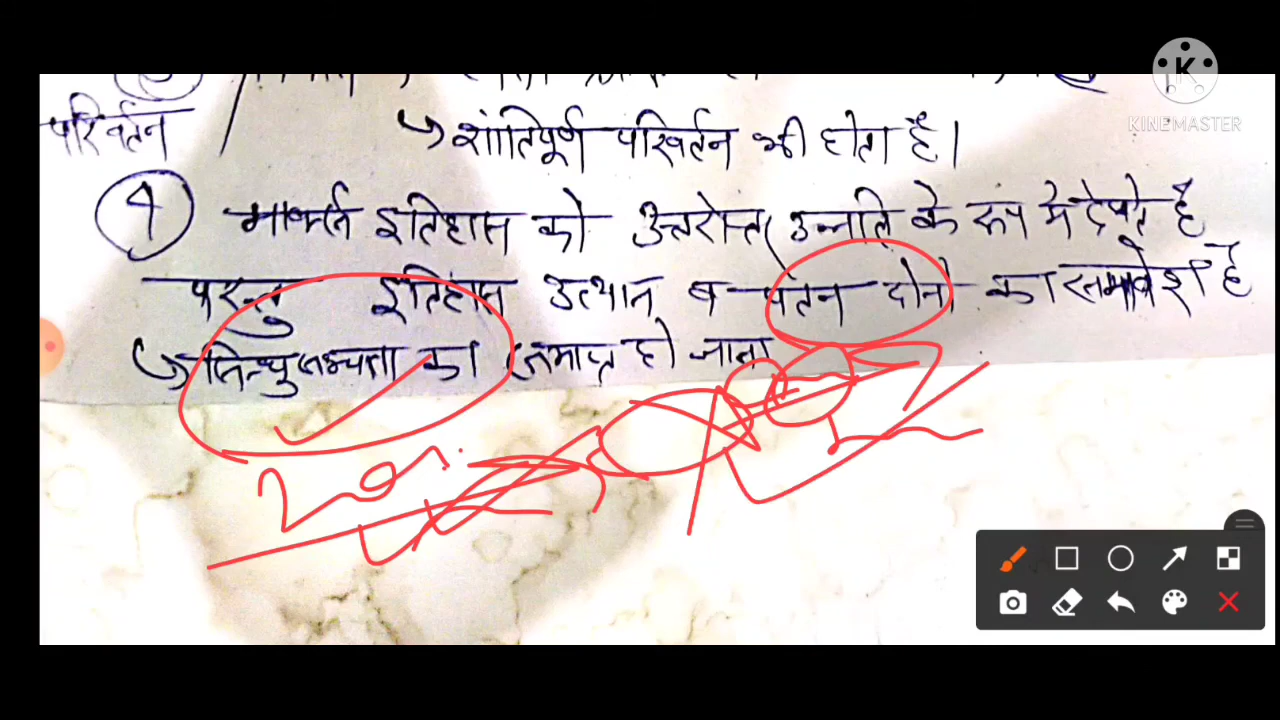 परिवर्तन
↳ शांतिपूर्ण परिवर्तन भी होता है।
④ मार्क्स इतिहास को उत्तरोत्तर उन्नति के रूप मे देखते है
परन्तु इतिहास उत्थान व पतन दोनो का समावेश है
↳ सिन्धु सभ्यता का समाप्त हो जाना
KINEMASTER